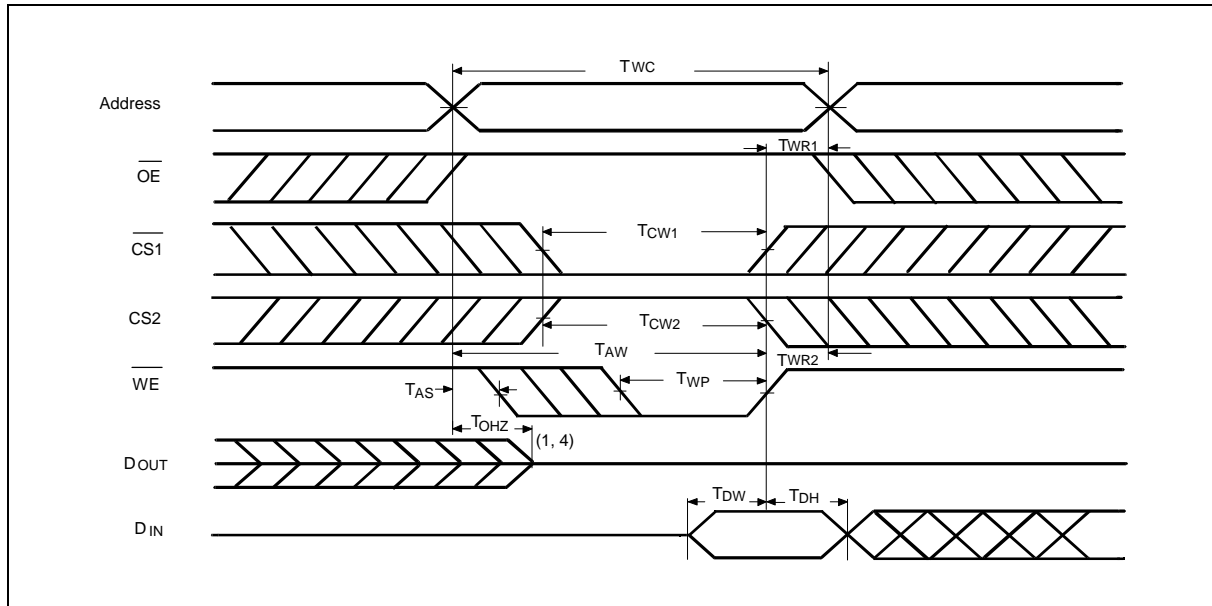 TWC
Address
TWR1
OE
TCW1
CS1
CS2
TCW2
TAW
TWR2
WE
TWP
TAS
TOHZ
(1, 4)
DOUT
TDW
TDH
DIN